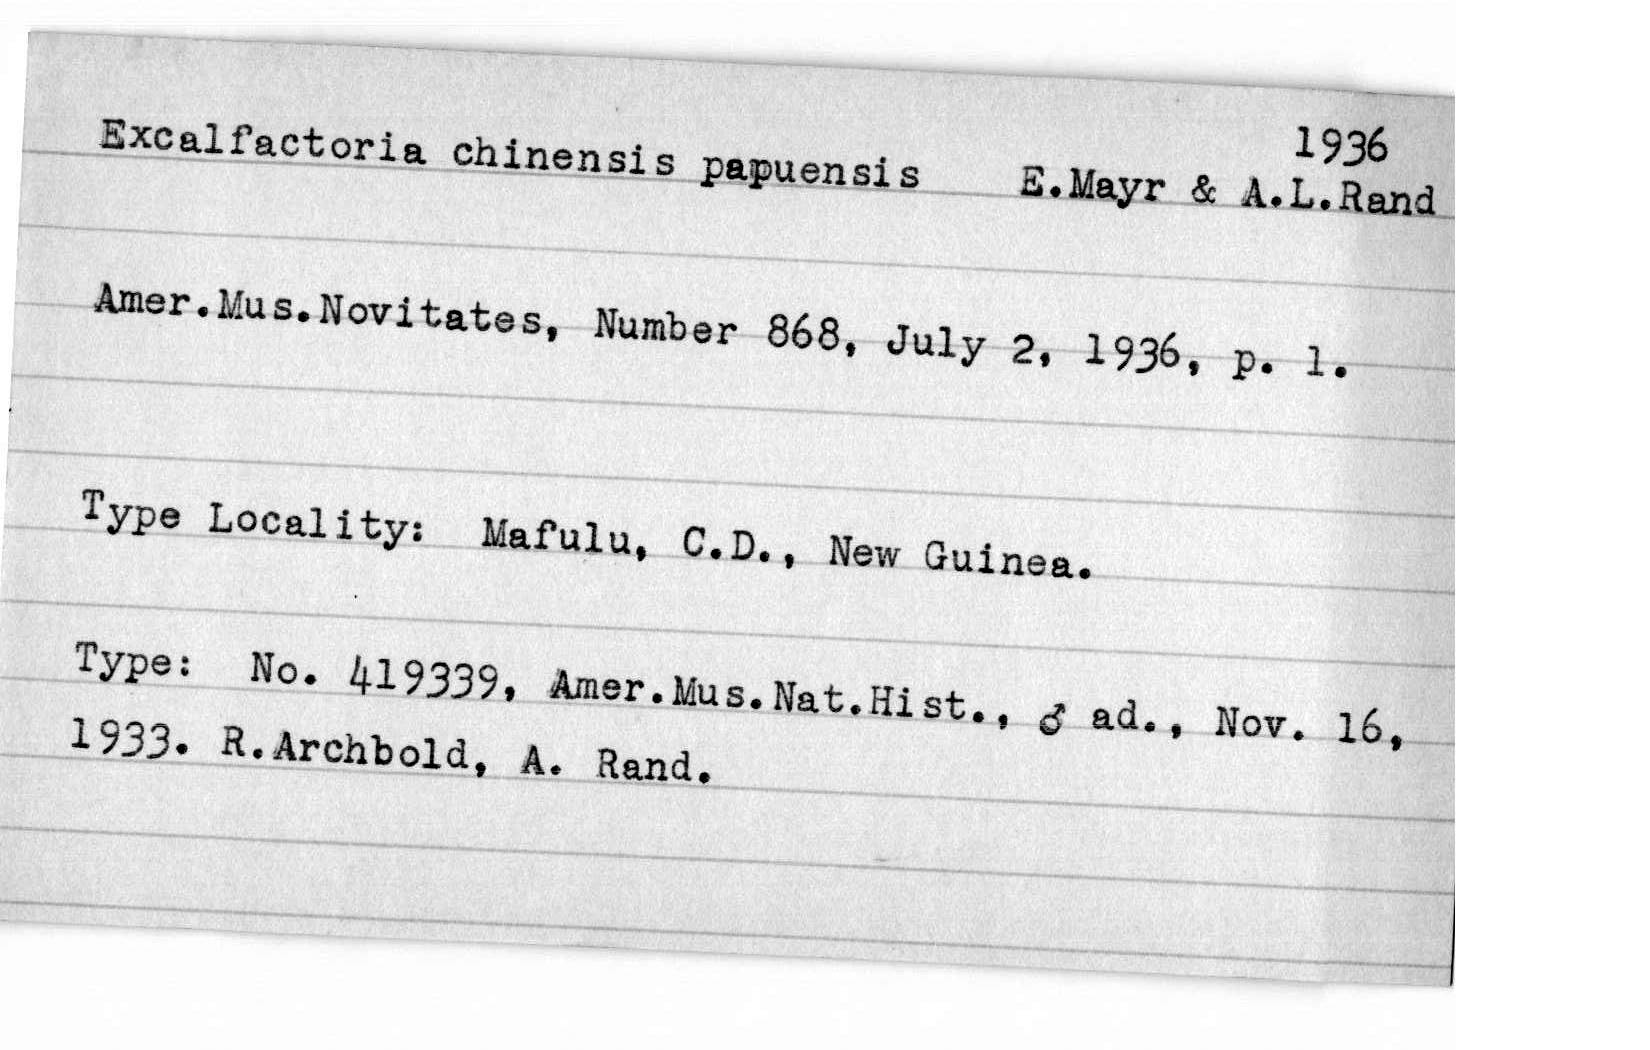 1936
Excalfactoria chinensis papuensis E.Mayr & A.L.Rand
Amer.Mus.Novitates, Number 868, July 2, 1936, p. 1.
Type Locality: Mafulu, C.D., New Guinea.
Type: No. 419339, Amer.Mus.Nat.Hist., ♂ ad., Nov. 16,
1933. R.Archbold, A. Rand.